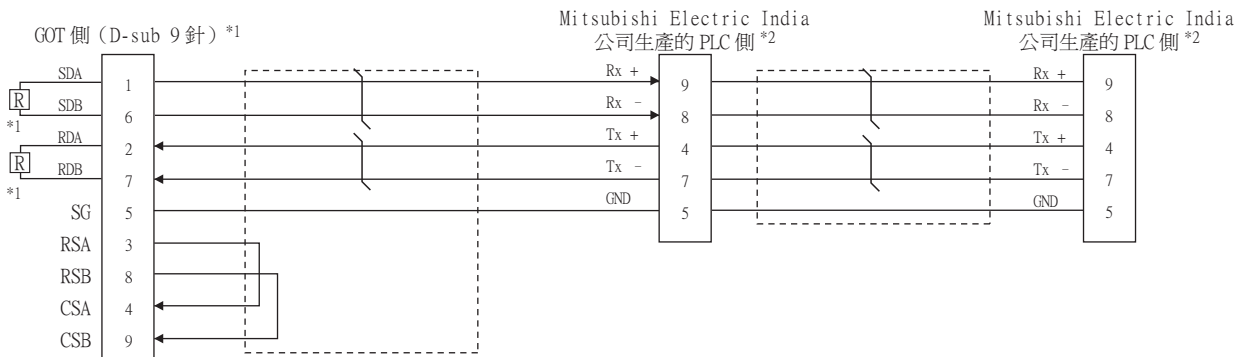 Mitsubishi Electric India
公司生產的 PLC 側 *2
Mitsubishi Electric India
公司生產的 PLC 側 *2
GOT 側 (D-sub 9 針) *1
SDA 1 Rx + 9 Rx + 9
R
*1
SDB 6 Rx - 8 Rx - 8
RDA 2 Tx + 4 Tx + 4
R
*1
RDB 7 Tx - 7 Tx - 7
SG 5 GND 5 GND 5
RSA 3
RSB 8
CSA 4
CSB 9